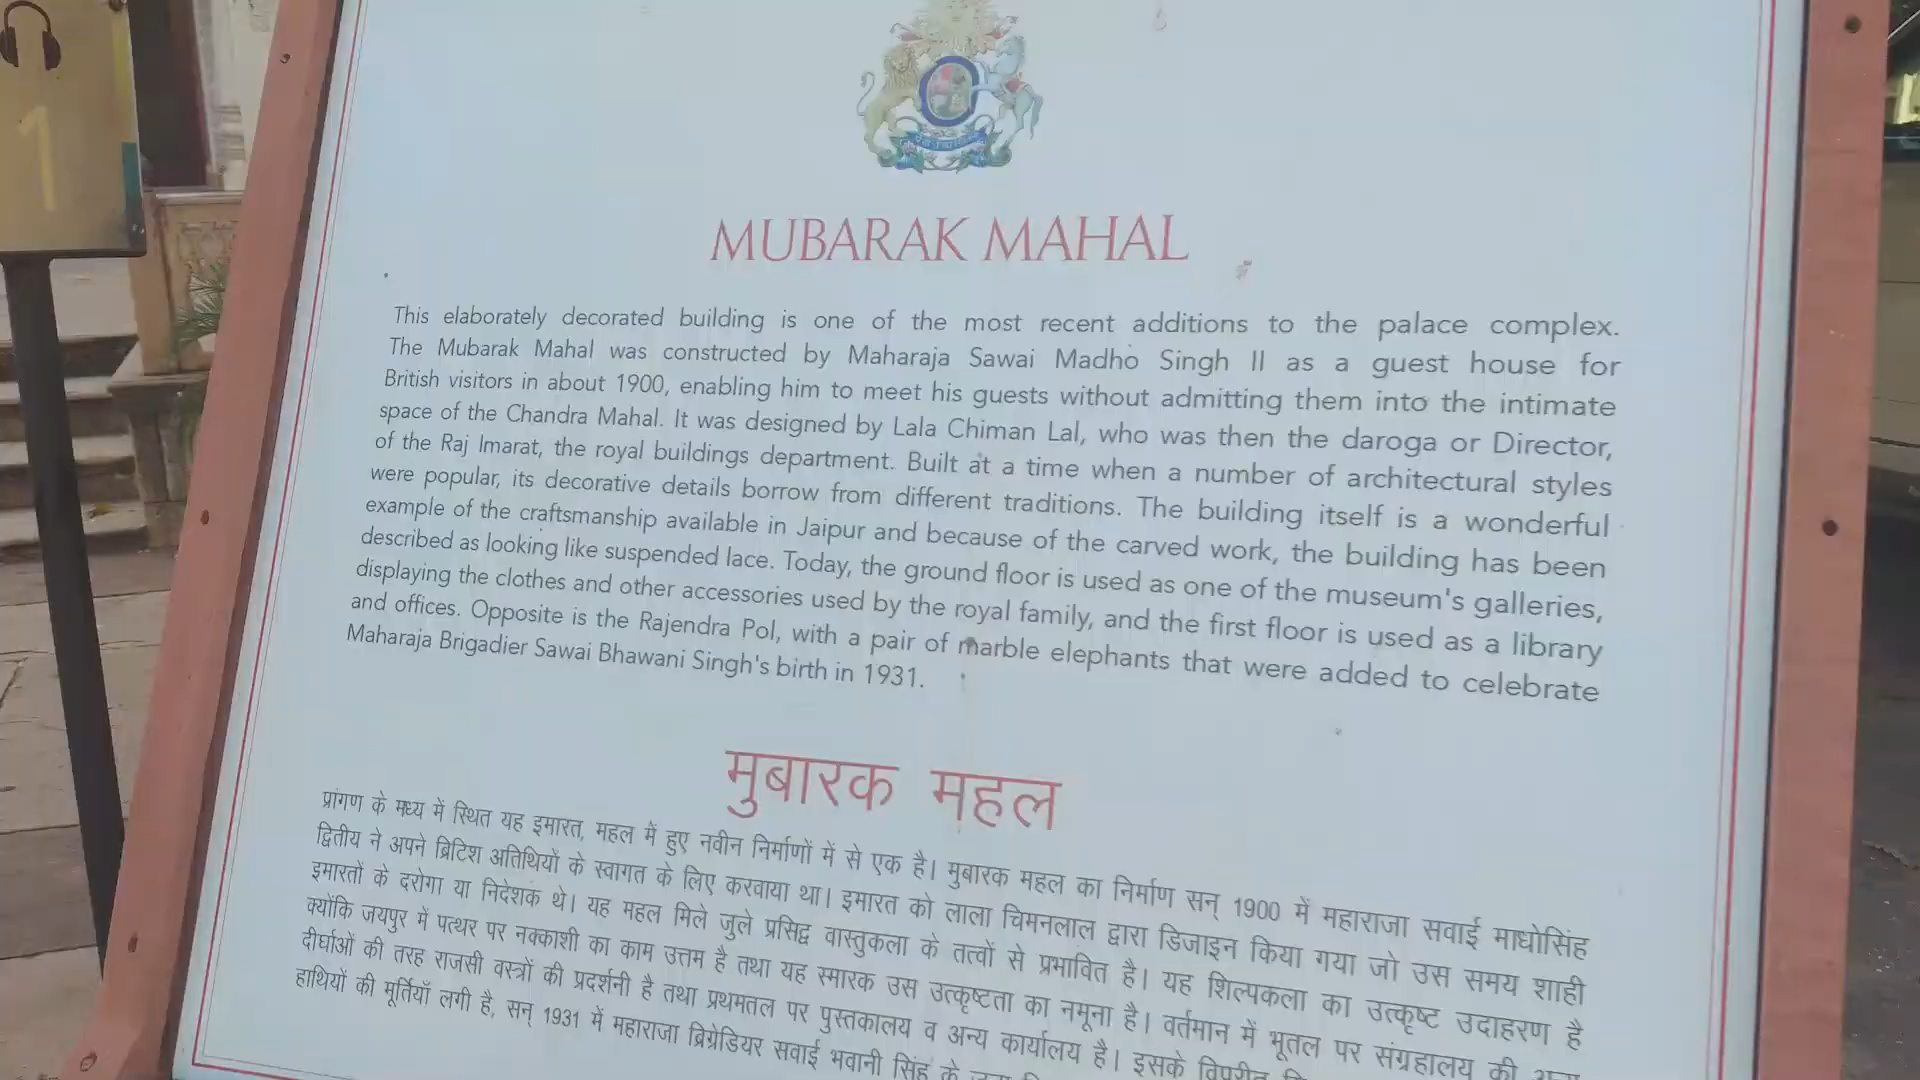 1
MUBARAK MAHAL
This elaborately decorated building is one of the most recent additions to the palace complex.
The Mubarak Mahal was constructed by Maharaja Sawai Madho Singh II as a guest house for
British visitors in about 1900, enabling him to meet his guests without admitting them into the intimate
space of the Chandra Mahal. It was designed by Lala Chiman Lal, who was then the daroga or Director,
of the Raj Imarat, the royal buildings department. Built at a time when a number of architectural styles
were popular, its decorative details borrow from different traditions. The building itself is a wonderful
example of the craftsmanship available in Jaipur and because of the carved work, the building has been
described as looking like suspended lace. Today, the ground floor is used as one of the museum's galleries,
displaying the clothes and other accessories used by the royal family, and the first floor is used as a library
and offices. Opposite is the Rajendra Pol, with a pair of marble elephants that were added to celebrate
Maharaja Brigadier Sawai Bhawani Singh's birth in 1931.
मुबारक महल
प्रांगण के मध्य में स्थित यह इमारत, महल में हुए नवीन निर्माणों में से एक है। मुबारक महल का निर्माण सन् 1900 में महाराजा सवाई माधोसिंह
द्वितीय ने अपने ब्रिटिश अतिथियों के स्वागत के लिए करवाया था। इमारत को लाला चिमनलाल द्वारा डिजाइन किया गया जो उस समय शाही
इमारतों के दरोगा या निदेशक थे। यह महल मिले जुले प्रसिद्व वास्तुकला के तत्वों से प्रभावित है। यह शिल्पकला का उत्कृष्ट उदाहरण है
क्योंकि जयपुर में पत्थर पर नक्काशी का काम उत्तम है तथा यह स्मारक उस उत्कृष्टता का नमूना है। वर्तमान में भूतल पर संग्रहालय की
दीर्घाओं की तरह राजसी वस्त्रों की प्रदर्शनी है तथा प्रथमतल पर पुस्तकालय व अन्य कार्यालय है। इसके
हाथियों की मूर्तियाँ लगी है, सन् 1931 में महाराजा ब्रिग्रेडियर सवाई भवानी सिंह के